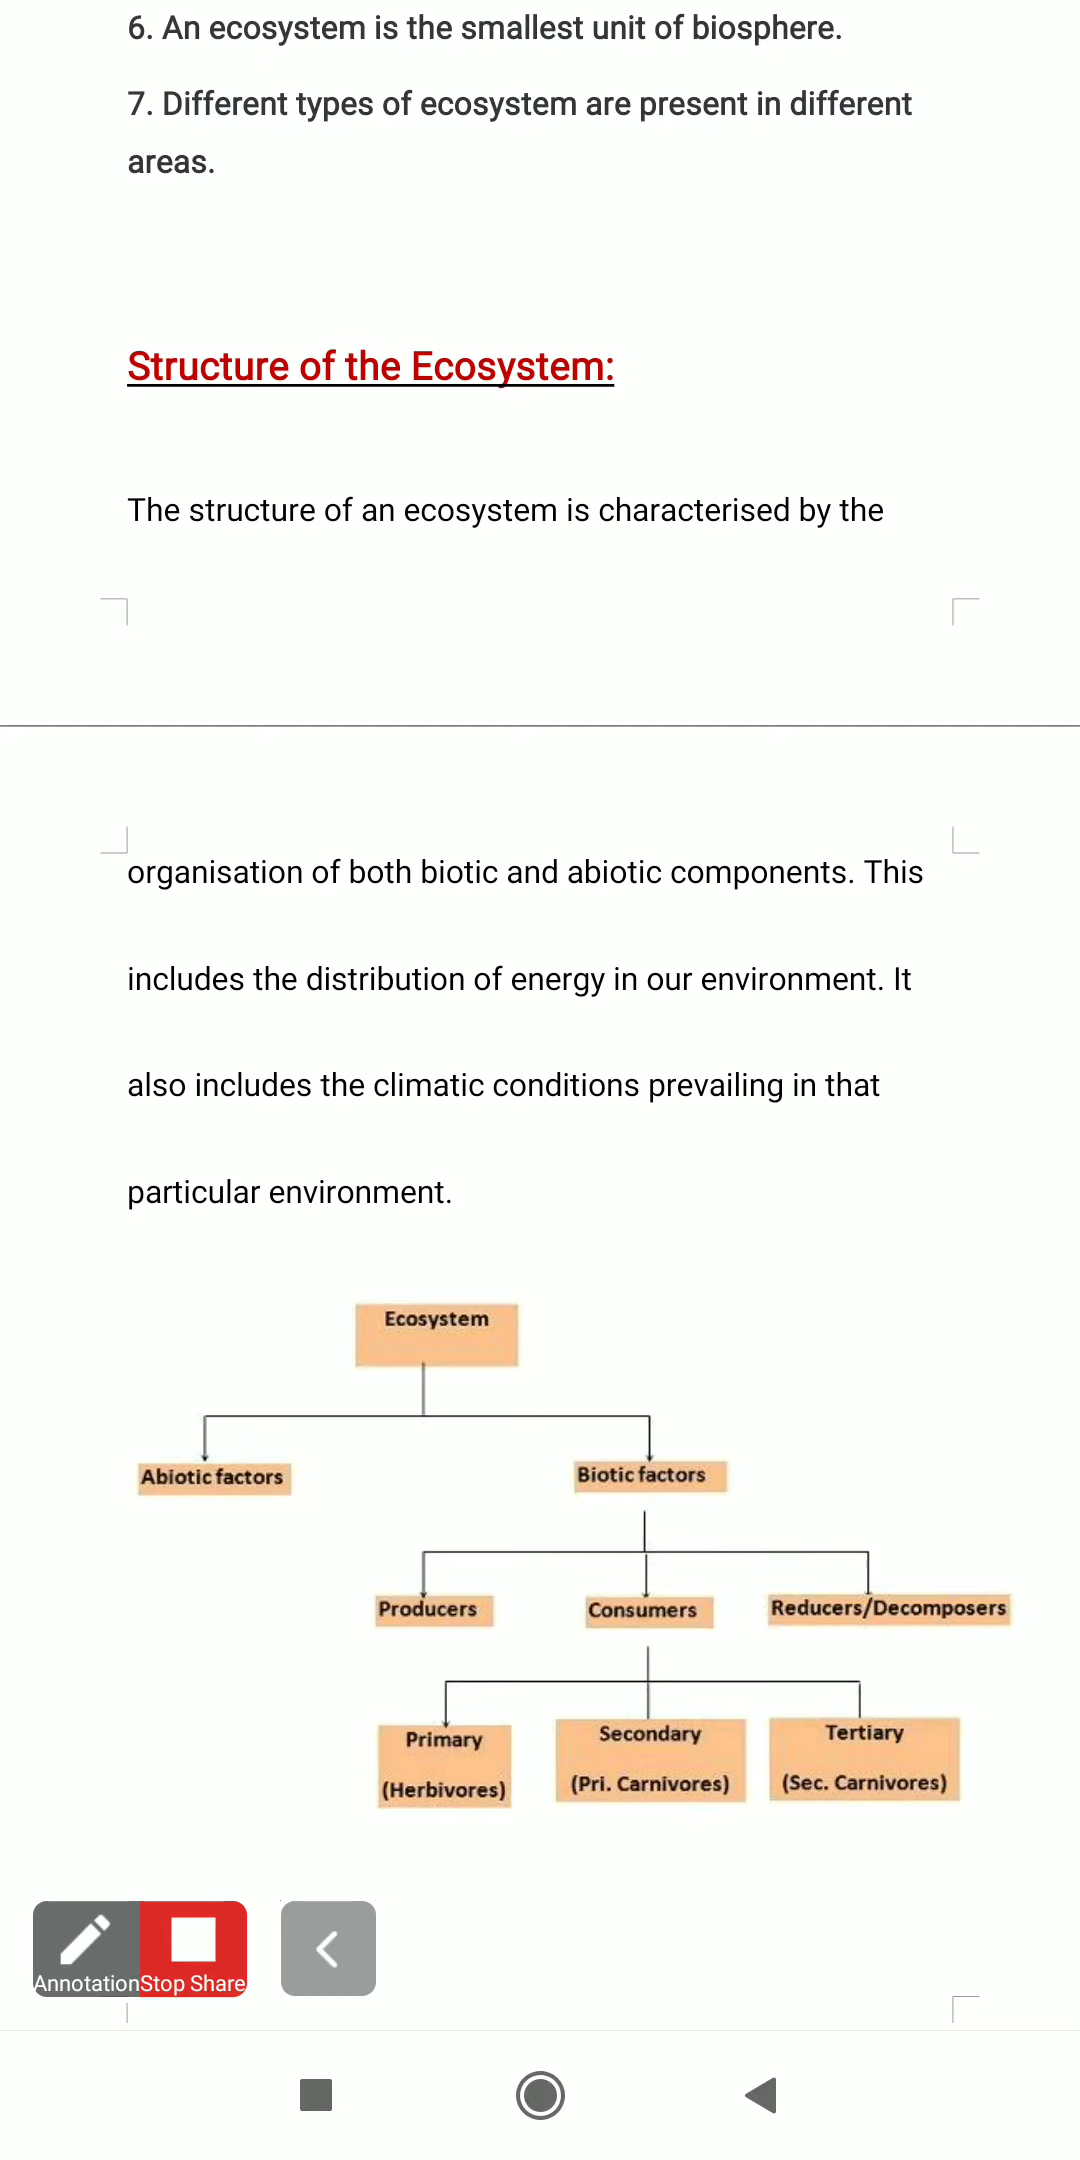 6. An ecosystem is the smallest unit of biosphere.
7. Different types of ecosystem are present in different
areas.
Structure of the Ecosystem:
The structure of an ecosystem is characterised by the
organisation of both biotic and abiotic components. This
includes the distribution of energy in our environment. It
also includes the climatic conditions prevailing in that
particular environment.
Ecosystem
Abiotic factors
Biotic factors
Producers
Consumers
Reducers/Decomposers
Primary
(Herbivores)
Secondary
(Pri. Carnivores)
Tertiary
(Sec. Carnivores)
Annotation
Stop Share